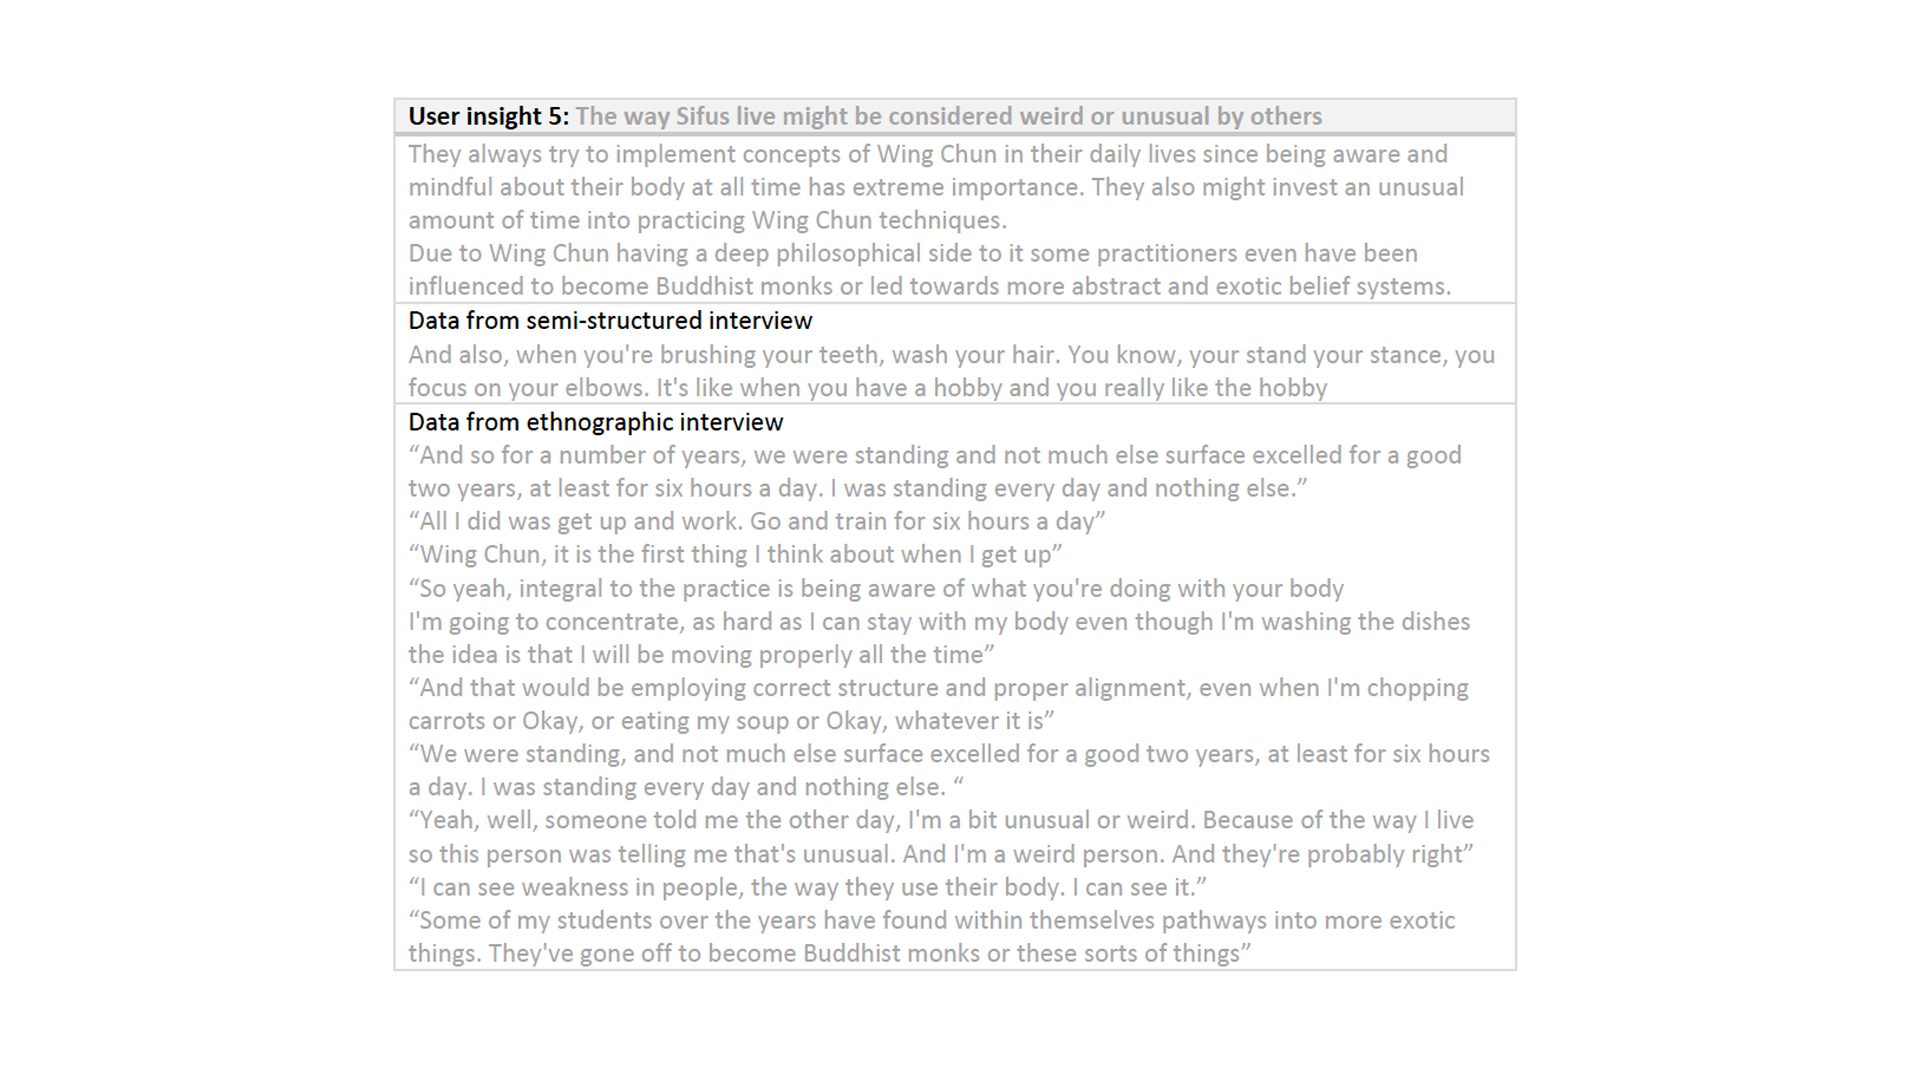 User insight 5: The way Sifus live might be considered weird or unusual by others
They always try to implement concepts of Wing Chun in their daily lives since being aware and
mindful about their body at all time has extreme importance. They also might invest an unusual
amount of time into practicing Wing Chun techniques.
Due to Wing Chun having a deep philosophical side to it some practitioners even have been
influenced to become Buddhist monks or led towards more abstract and exotic belief systems.
Data from semi-structured interview
And also, when you're brushing your teeth, wash your hair. You know, your stand your stance, you
focus on your elbows. It's like when you have a hobby and you really like the hobby
Data from ethnographic interview
“And so for a number of years, we were standing and not much else surface excelled for a good
two years, at least for six hours a day. I was standing every day and nothing else.”
“All I did was get up and work. Go and train for six hours a day”
“Wing Chun, it is the first thing I think about when I get up”
“So yeah, integral to the practice is being aware of what you're doing with your body
I'm going to concentrate, as hard as I can stay with my body even though I'm washing the dishes
the idea is that I will be moving properly all the time”
“And that would be employing correct structure and proper alignment, even when I'm chopping
carrots or Okay, or eating my soup or Okay, whatever it is”
“We were standing, and not much else surface excelled for a good two years, at least for six hours
a day. I was standing every day and nothing else. “
“Yeah, well, someone told me the other day, I'm a bit unusual or weird. Because of the way I live
so this person was telling me that's unusual. And I'm a weird person. And they're probably right”
“I can see weakness in people, the way they use their body. I can see it.”
“Some of my students over the years have found within themselves pathways into more exotic
things. They've gone off to become Buddhist monks or these sorts of things”